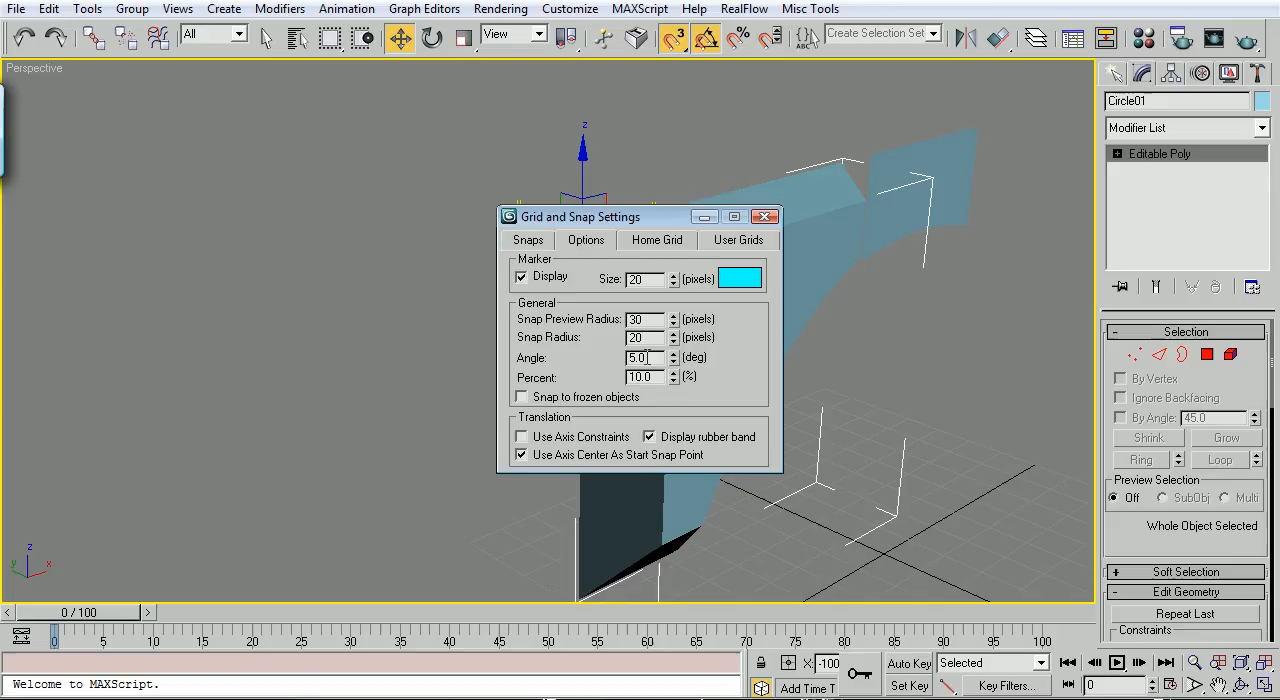 File Edit Tools Group Views Create Modifiers Animation Graph Editors Rendering Customize MAXScript Help RealFlow Misc Tools
All View 3 % ABC Create Selection Set
Perspective
Circle01
Modifier List
Editable Poly
z
Grid and Snap Settings
Snaps Options Home Grid User Grids
Marker
Display Size: 20 (pixels)
General
Snap Preview Radius: 30 (pixels)
Snap Radius: 20 (pixels)
Angle: 5.0 (deg)
Percent: 10.0 (%)
Snap to frozen objects
Translation
Use Axis Constraints Display rubber band
Use Axis Center As Start Snap Point
Selection
By Vertex
Ignore Backfacing
By Angle: 45.0
Shrink Grow
Ring Loop
Preview Selection
Off SubObj Multi
Whole Object Selected
Soft Selection
Edit Geometry
Repeat Last
Constraints
z
y x
0 / 100
0 5 10 15 20 25 30 35 40 45 50 55 60 65 70 75 80 85 90 95 100
X: -100 Auto Key Selected
Welcome to MAXScript. Add Time T Set Key Key Filters... 0